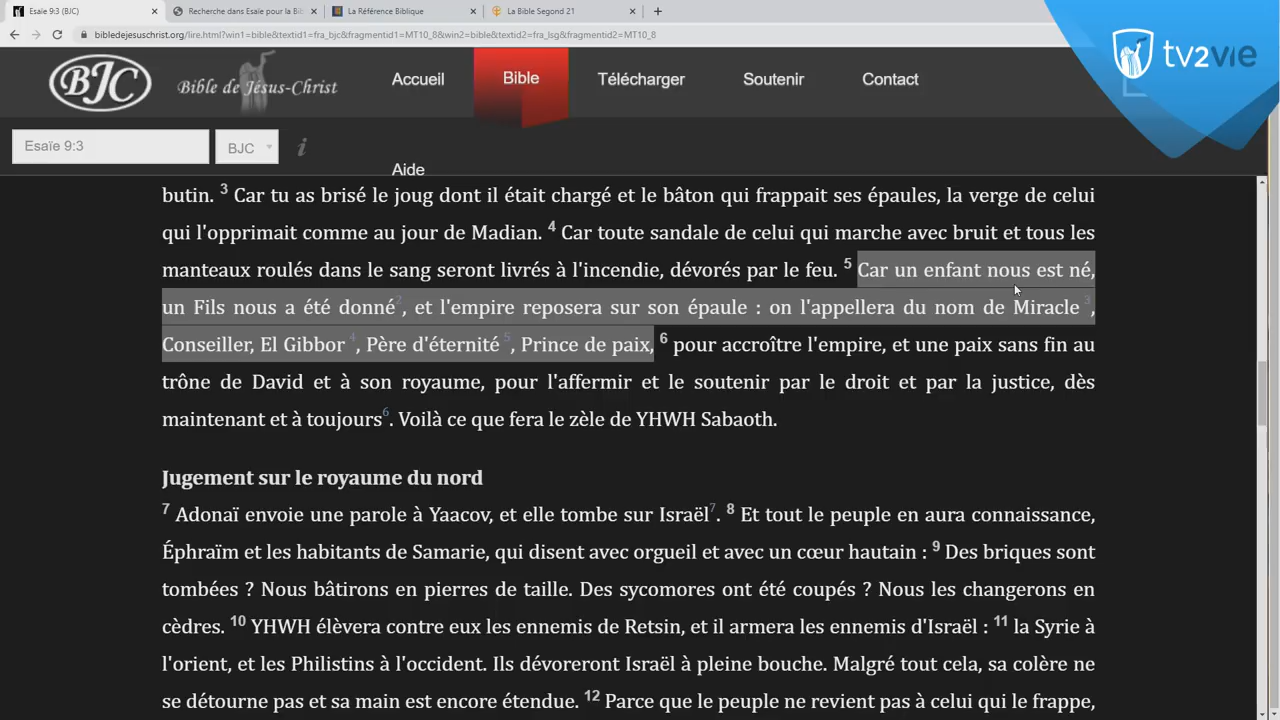 Esaïe 9:3 (BJC)
Recherche dans Esaïe pour la Bi
La Référence Biblique
La Bible Segond 21
bibledejesuschrist.org/lire.html?win1=bible&textid1=fra_bjc&fragmentid1=MT10_8&win2=bible&textid2=fra_lsg&fragmentid2=MT10_8
tv2vie
BJC
Bible de Jésus-Christ
Accueil
Bible
Télécharger
Soutenir
Contact
Esaïe 9:3
BJC
i
Aide
butin. 3 Car tu as brisé le joug dont il était chargé et le bâton qui frappait ses épaules, la verge de celui
qui l'opprimait comme au jour de Madian. 4 Car toute sandale de celui qui marche avec bruit et tous les
manteaux roulés dans le sang seront livrés à l'incendie, dévorés par le feu. 5 Car un enfant nous est né,
un Fils nous a été donné2, et l'empire reposera sur son épaule : on l'appellera du nom de Miracle 3,
Conseiller, El Gibbor 4, Père d'éternité 5, Prince de paix, 6 pour accroître l'empire, et une paix sans fin au
trône de David et à son royaume, pour l'affermir et le soutenir par le droit et par la justice, dès
maintenant et à toujours6. Voilà ce que fera le zèle de YHWH Sabaoth.
Jugement sur le royaume du nord
7 Adonaï envoie une parole à Yaacov, et elle tombe sur Israël7. 8 Et tout le peuple en aura connaissance,
Éphraïm et les habitants de Samarie, qui disent avec orgueil et avec un cœur hautain : 9 Des briques sont
tombées ? Nous bâtirons en pierres de taille. Des sycomores ont été coupés ? Nous les changerons en
cèdres. 10 YHWH élèvera contre eux les ennemis de Retsin, et il armera les ennemis d'Israël : 11 la Syrie à
l'orient, et les Philistins à l'occident. Ils dévoreront Israël à pleine bouche. Malgré tout cela, sa colère ne
se détourne pas et sa main est encore étendue. 12 Parce que le peuple ne revient pas à celui qui le frappe,